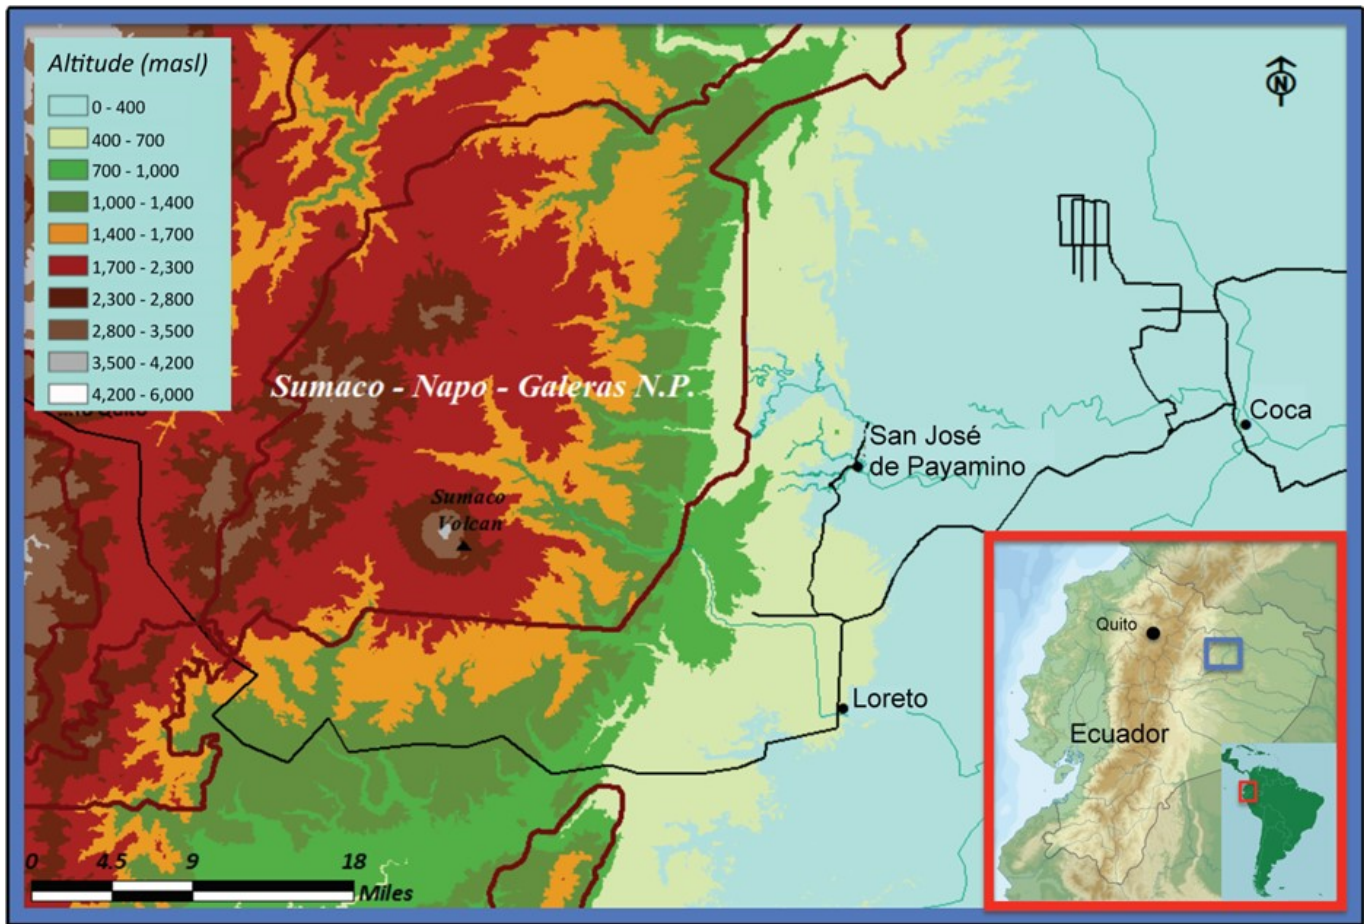 Altitude (masl)
0 - 400
400 - 700
700 - 1,000
1,000 - 1,400
1,400 - 1,700
1,700 - 2,300
2,300 - 2,800
2,800 - 3,500
3,500 - 4,200
4,200 - 6,000
N
Quito
Sumaco - Napo - Galeras N.P.
Coca
San José
de Payamino
Sumaco
Volcan
Loreto
Quito
Ecuador
0 4.5 9 18
Miles